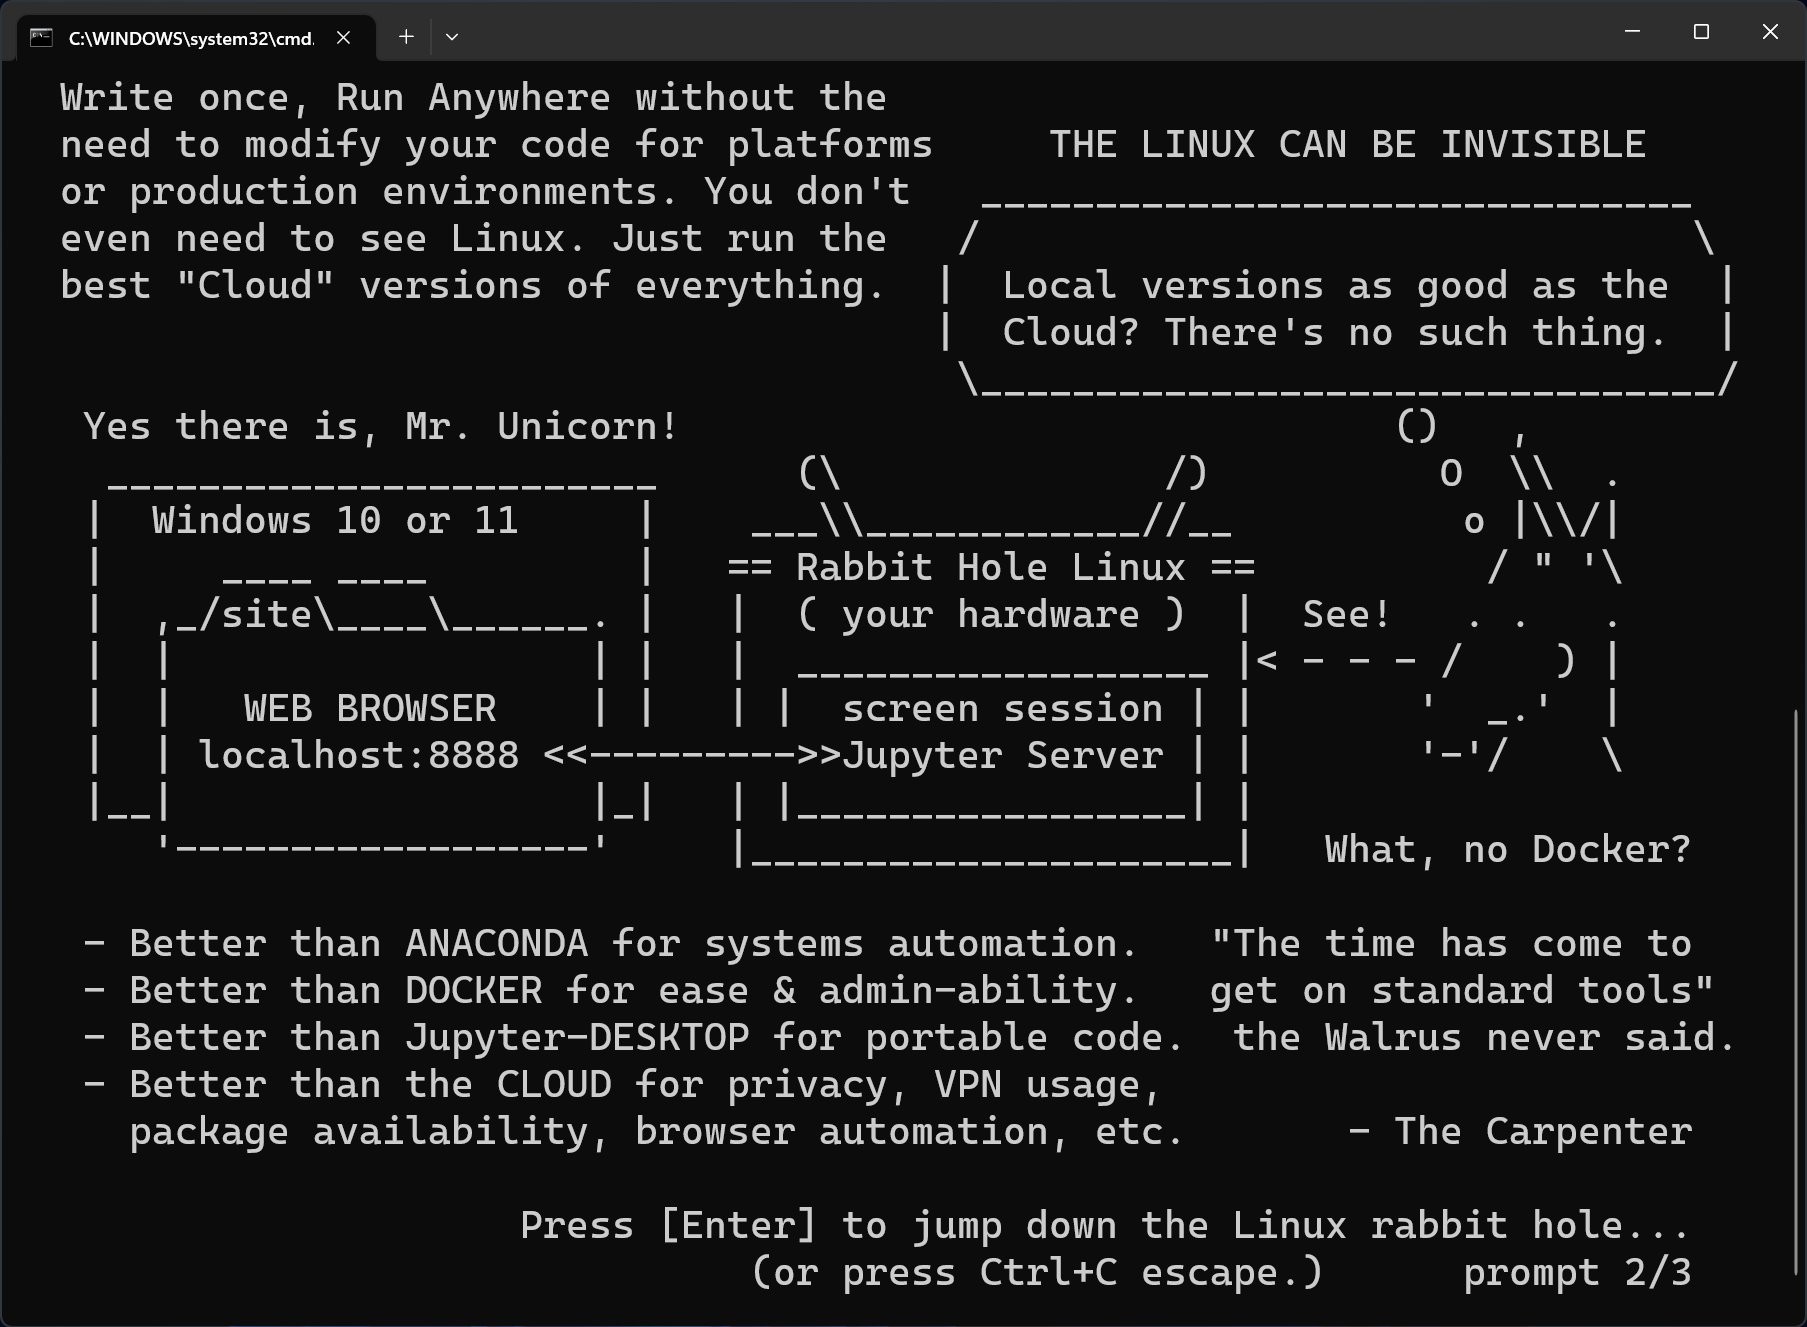 C:\WINDOWS\system32\cmd.
Write once, Run Anywhere without the
need to modify your code for platforms
or production environments. You don't
even need to see Linux. Just run the
best "Cloud" versions of everything.
THE LINUX CAN BE INVISIBLE
Local versions as good as the
Cloud? There's no such thing.
Yes there is, Mr. Unicorn!
Windows 10 or 11
site
WEB BROWSER
localhost:8888 <<--------->>Jupyter Server
== Rabbit Hole Linux ==
( your hardware )
screen session
See!
What, no Docker?
- Better than ANACONDA for systems automation.
- Better than DOCKER for ease & admin-ability.
- Better than Jupyter-DESKTOP for portable code.
- Better than the CLOUD for privacy, VPN usage,
package availability, browser automation, etc.
"The time has come to
get on standard tools"
the Walrus never said.
- The Carpenter
Press [Enter] to jump down the Linux rabbit hole...
(or press Ctrl+C escape.)
prompt 2/3